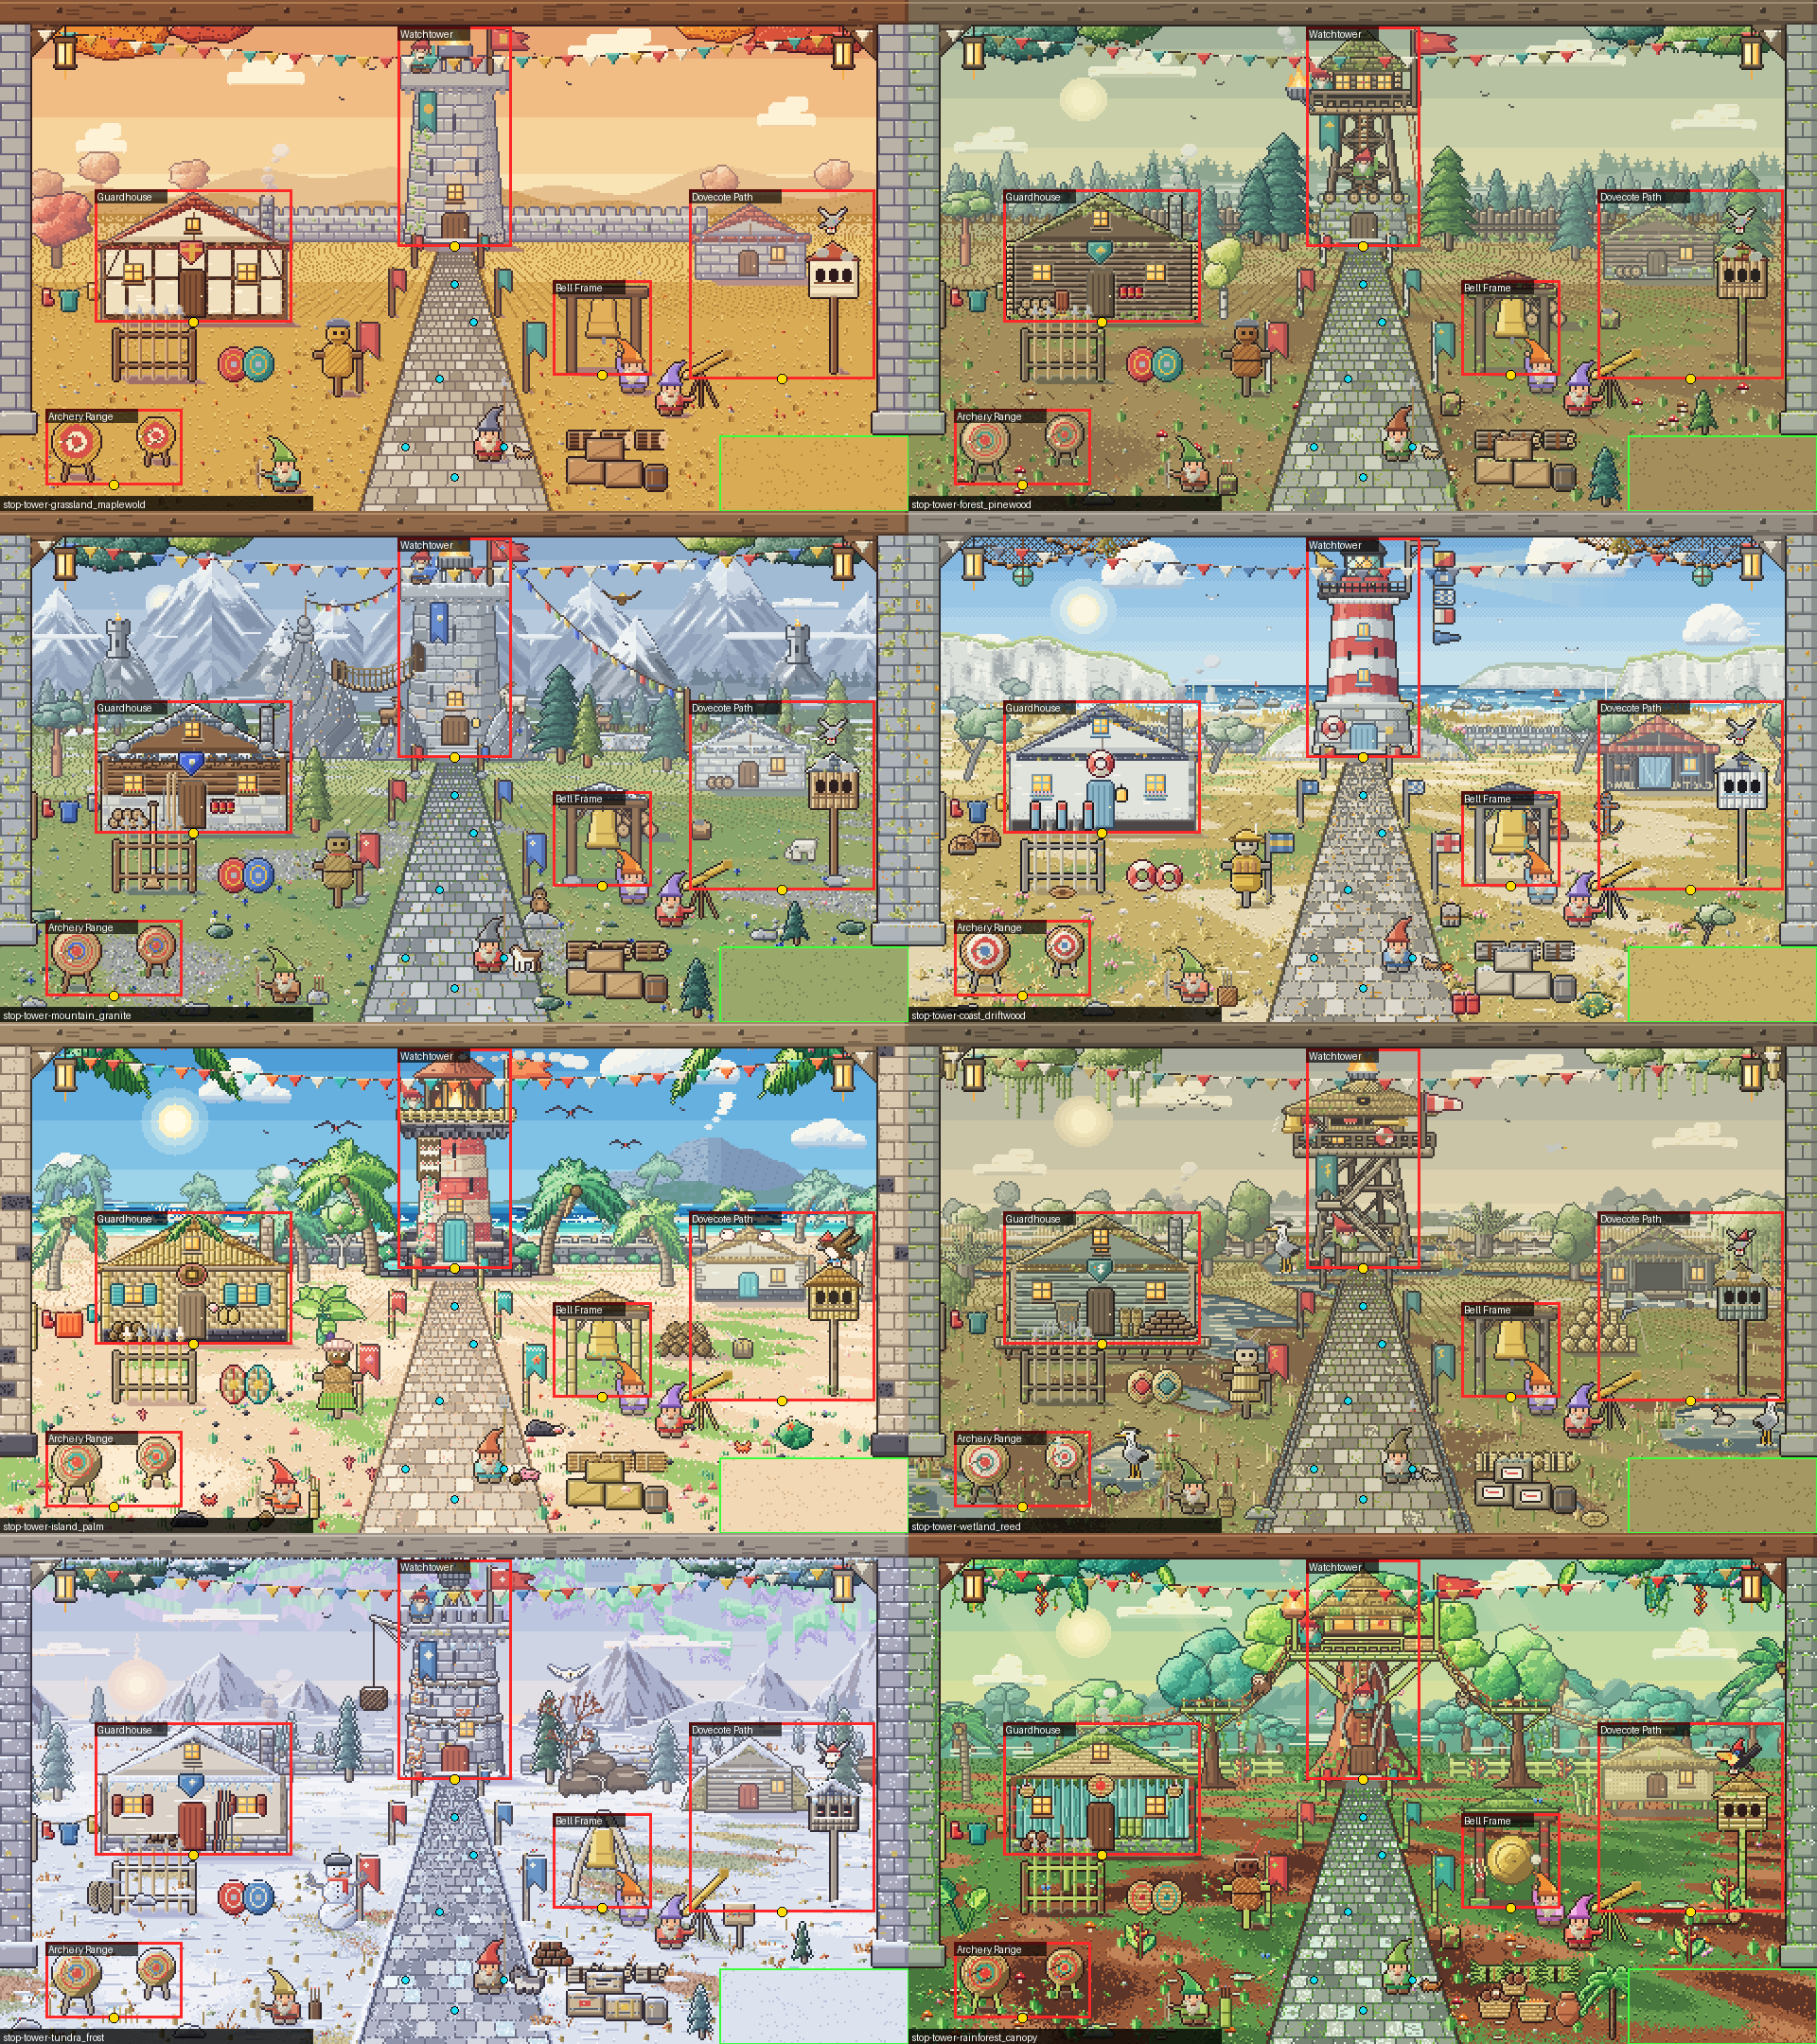 Watchtower
Guardhouse
Dovecote Path
Bell Frame
Archery Range
stop-tower-grassland_maplewold
Watchtower
Guardhouse
Dovecote Path
Bell Frame
Archery Range
stop-tower-forest_pinewood
Watchtower
Guardhouse
Dovecote Path
Bell Frame
Archery Range
stop-tower-mountain_granite
Watchtower
Guardhouse
Dovecote Path
Bell Frame
Archery Range
stop-tower-coast_driftwood
Watchtower
Guardhouse
Dovecote Path
Bell Frame
Archery Range
stop-tower-island_palm
Watchtower
Guardhouse
Dovecote Path
Bell Frame
Archery Range
stop-tower-wetland_reed
Watchtower
Guardhouse
Dovecote Path
Bell Frame
Archery Range
stop-tower-tundra_frost
Watchtower
Guardhouse
Dovecote Path
Bell Frame
Archery Range
stop-tower-rainforest_canopy